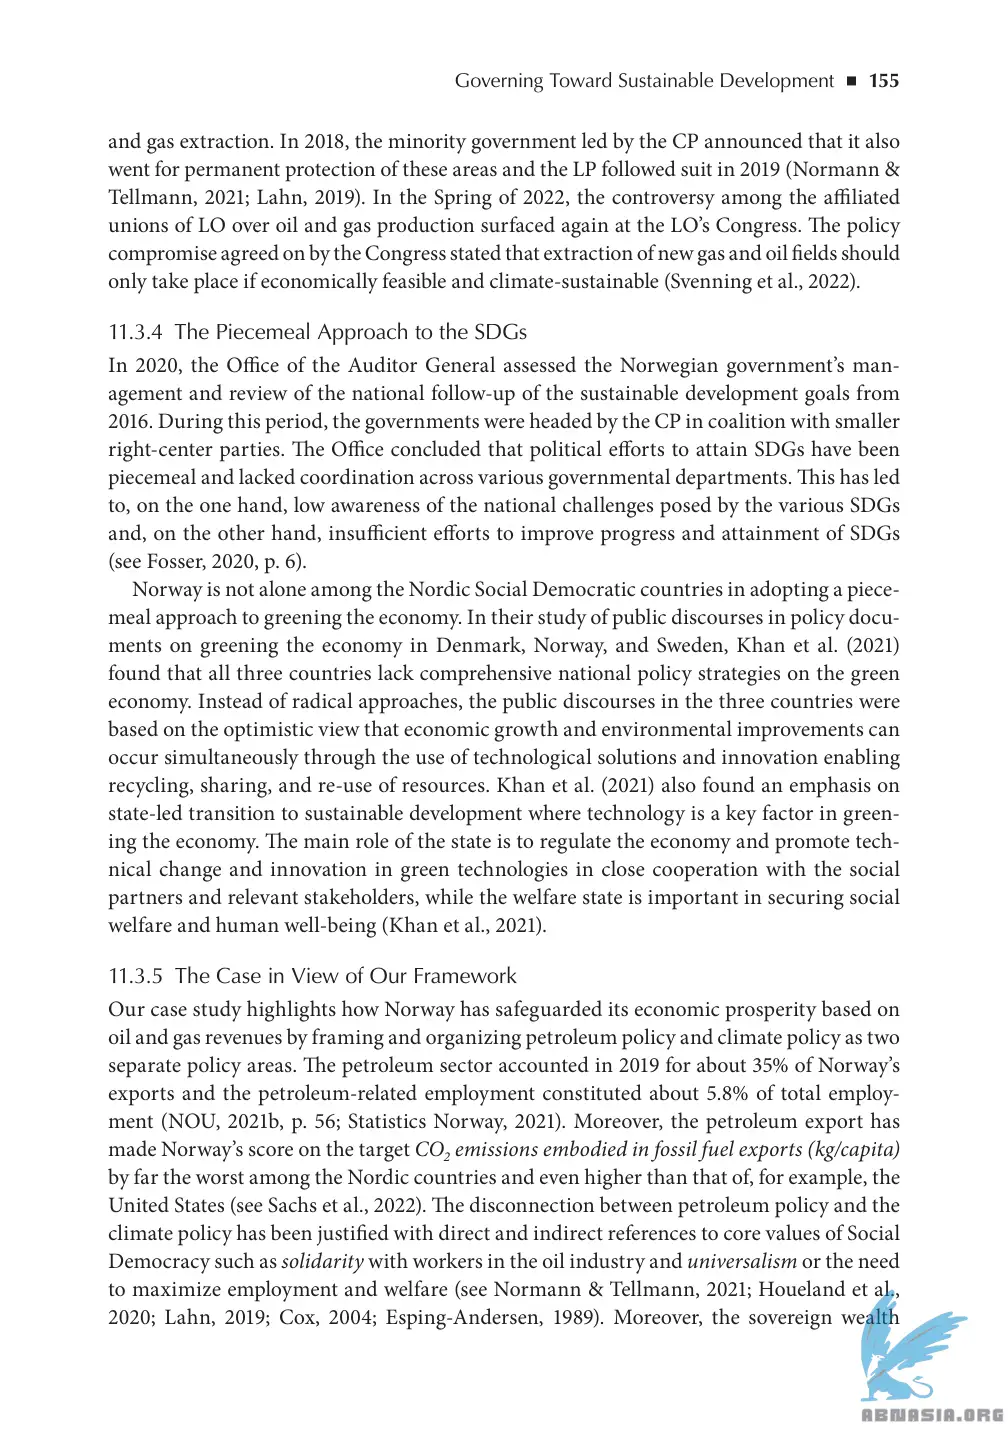 Governing Toward Sustainable Development ■ 155
and gas extraction. In 2018, the minority government led by the CP announced that it also
went for permanent protection of these areas and the LP followed suit in 2019 (Normann &
Tellmann, 2021; Lahn, 2019). In the Spring of 2022, the controversy among the affiliated
unions of LO over oil and gas production surfaced again at the LO’s Congress. The policy
compromise agreed on by the Congress stated that extraction of new gas and oil fields should
only take place if economically feasible and climate-sustainable (Svenning et al., 2022).
11.3.4 The Piecemeal Approach to the SDGs
In 2020, the Office of the Auditor General assessed the Norwegian government’s man-
agement and review of the national follow-up of the sustainable development goals from
2016. During this period, the governments were headed by the CP in coalition with smaller
right-center parties. The Office concluded that political efforts to attain SDGs have been
piecemeal and lacked coordination across various governmental departments. This has led
to, on the one hand, low awareness of the national challenges posed by the various SDGs
and, on the other hand, insufficient efforts to improve progress and attainment of SDGs
(see Fosser, 2020, p. 6).
Norway is not alone among the Nordic Social Democratic countries in adopting a piece-
meal approach to greening the economy. In their study of public discourses in policy docu-
ments on greening the economy in Denmark, Norway, and Sweden, Khan et al. (2021)
found that all three countries lack comprehensive national policy strategies on the green
economy. Instead of radical approaches, the public discourses in the three countries were
based on the optimistic view that economic growth and environmental improvements can
occur simultaneously through the use of technological solutions and innovation enabling
recycling, sharing, and re-use of resources. Khan et al. (2021) also found an emphasis on
state-led transition to sustainable development where technology is a key factor in green-
ing the economy. The main role of the state is to regulate the economy and promote tech-
nical change and innovation in green technologies in close cooperation with the social
partners and relevant stakeholders, while the welfare state is important in securing social
welfare and human well-being (Khan et al., 2021).
11.3.5 The Case in View of Our Framework
Our case study highlights how Norway has safeguarded its economic prosperity based on
oil and gas revenues by framing and organizing petroleum policy and climate policy as two
separate policy areas. The petroleum sector accounted in 2019 for about 35% of Norway’s
exports and the petroleum-related employment constituted about 5.8% of total employ-
ment (NOU, 2021b, p. 56; Statistics Norway, 2021). Moreover, the petroleum export has
made Norway’s score on the target CO₂ emissions embodied in fossil fuel exports (kg/capita)
by far the worst among the Nordic countries and even higher than that of, for example, the
United States (see Sachs et al., 2022). The disconnection between petroleum policy and the
climate policy has been justified with direct and indirect references to core values of Social
Democracy such as solidarity with workers in the oil industry and universalism or the need
to maximize employment and welfare (see Normann & Tellmann, 2021; Houeland et al.,
2020; Lahn, 2019; Cox, 2004; Esping-Andersen, 1989). Moreover, the sovereign wealth
ABNASIA.ORG